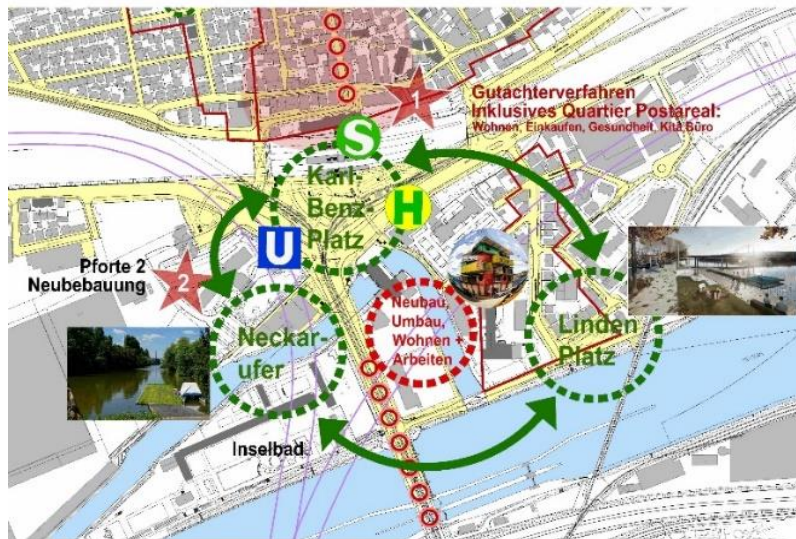 1
Gutachterverfahren
Inklusives Quartier Postareal:
Wohnen, Einkaufen, Gesundheit, Kita Büro
S
Karl-
Benz-
Platz
H
U
Pforte 2
Neubebauung
2
Neckar-
ufer
Neubau,
Umbau,
Wohnen +
Arbeiten
Linden
Platz
Inselbad